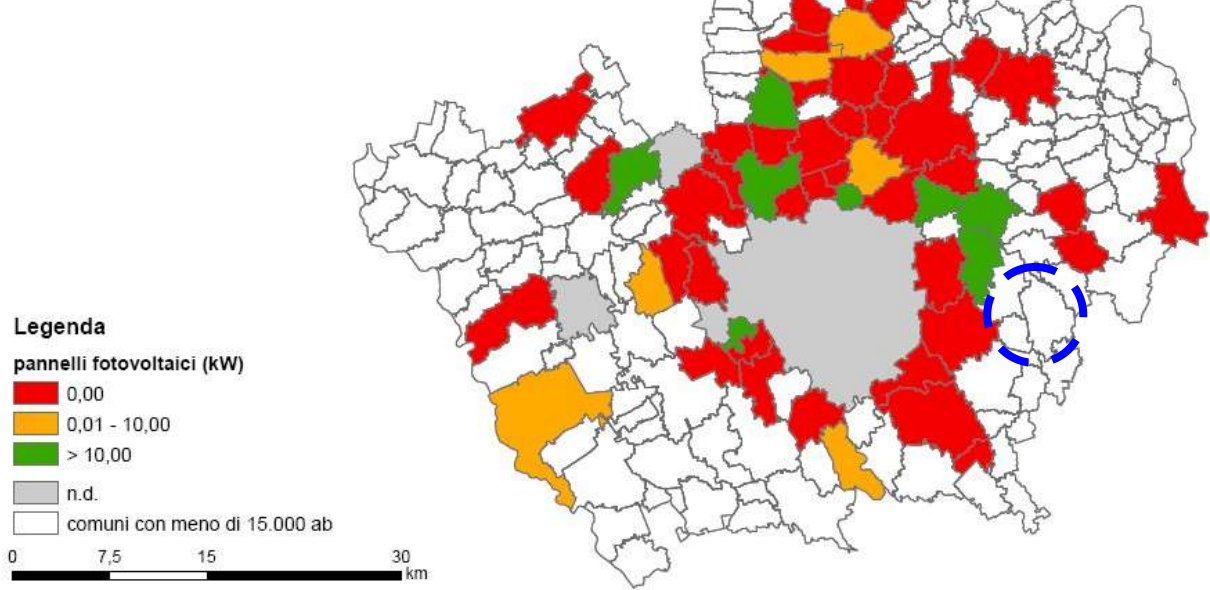 Legenda
pannelli fotovoltaici (kW)
0,00
0,01 - 10,00
> 10,00
n.d.
comuni con meno di 15.000 ab
0 7,5 15 30
km